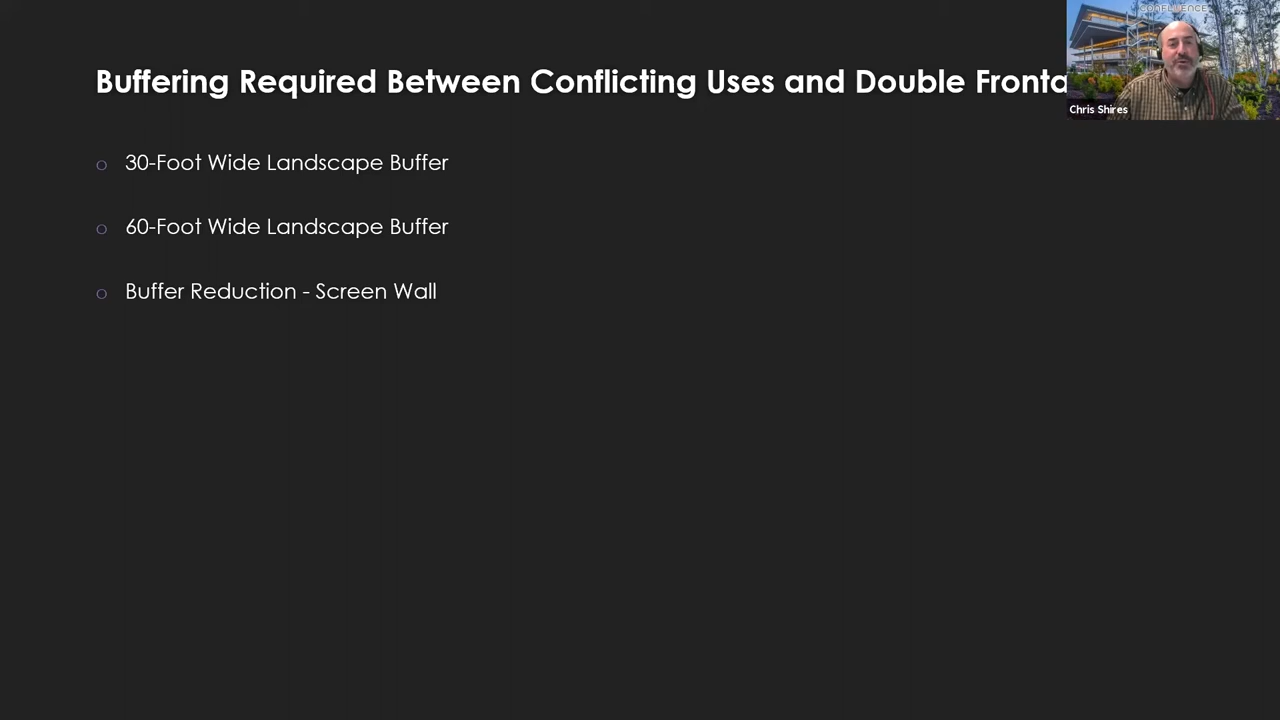 CONFLUENCE
Buffering Required Between Conflicting Uses and Double Fronta
Chris Shires
o 30-Foot Wide Landscape Buffer
o 60-Foot Wide Landscape Buffer
o Buffer Reduction - Screen Wall